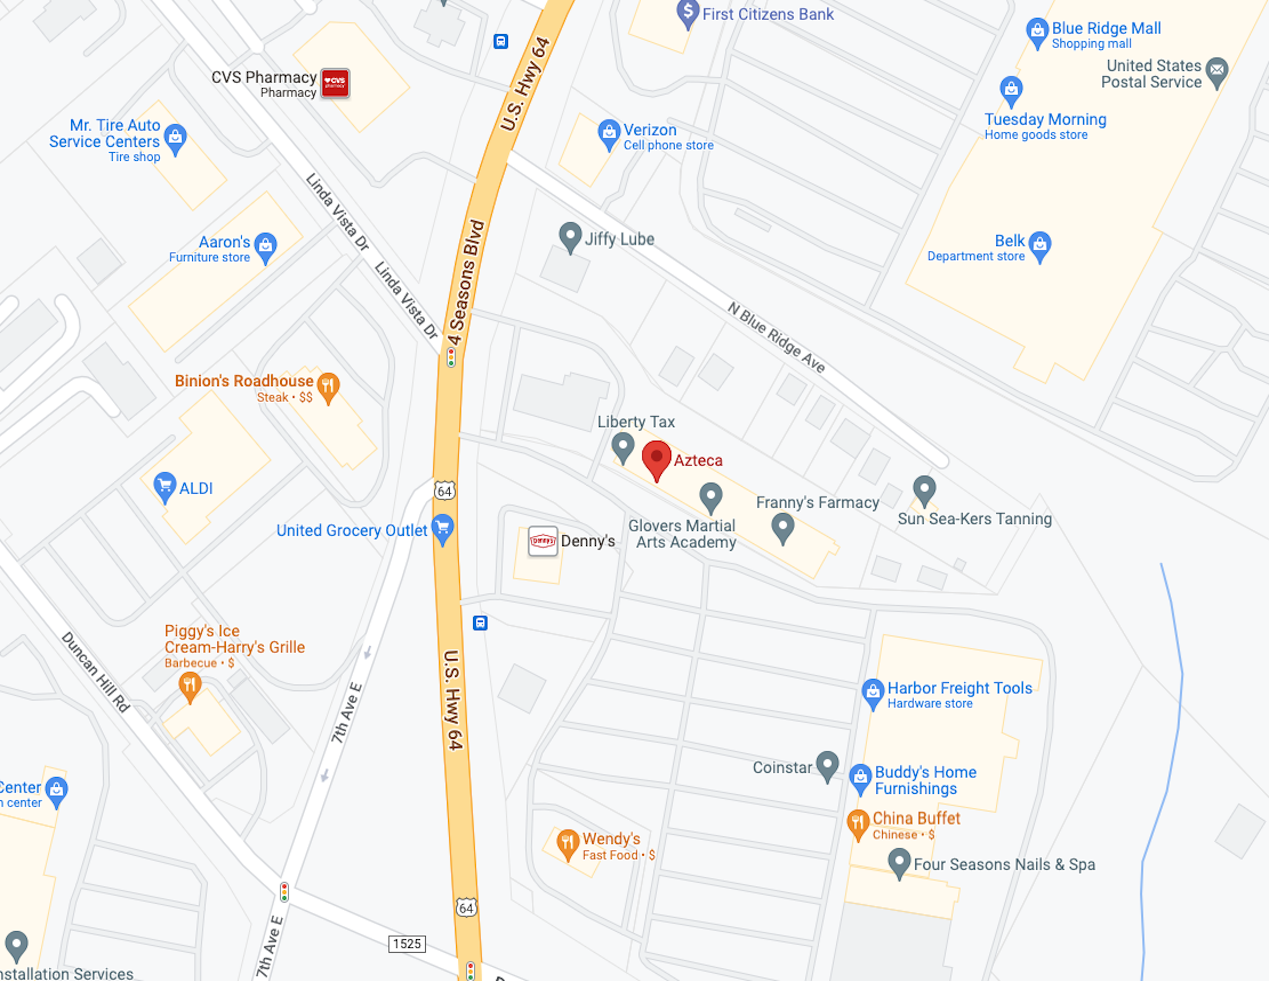 First Citizens Bank
Blue Ridge Mall
Shopping mall
United States
Postal Service
U.S. Hwy 64
CVS Pharmacy
Pharmacy
CVS
pharmacy
Tuesday Morning
Home goods store
Mr. Tire Auto
Service Centers
Tire shop
Verizon
Cell phone store
Linda Vista Dr
Jiffy Lube
Aaron's
Furniture store
Belk
Department store
4 Seasons Blvd
Linda Vista Dr
N Blue Ridge Ave
Binion's Roadhouse
Steak • $$
Liberty Tax
Azteca
ALDI
64
Franny's Farmacy
Glovers Martial
Arts Academy
Sun Sea-Kers Tanning
United Grocery Outlet
Denny's
Denny's
Piggy's Ice
Cream-Harry's Grille
Barbecue • $
Duncan Hill Rd
7th Ave E
U.S. Hwy 64
Harbor Freight Tools
Hardware store
Coinstar
Buddy's Home
Furnishings
Center
n center
China Buffet
Chinese • $
Wendy's
Fast Food • $
Four Seasons Nails & Spa
64
1525
7th Ave E
nstallation Services